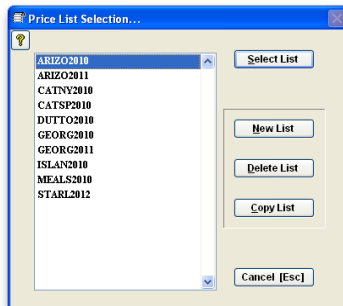 Price List Selection...
?
ARIZO2010
ARIZO2011
CATNY2010
CATSP2010
DUTTO2010
GEORG2010
GEORG2011
ISLAN2010
MEALS2010
STARL2012
Select List
New List
Delete List
Copy List
Cancel [Esc]